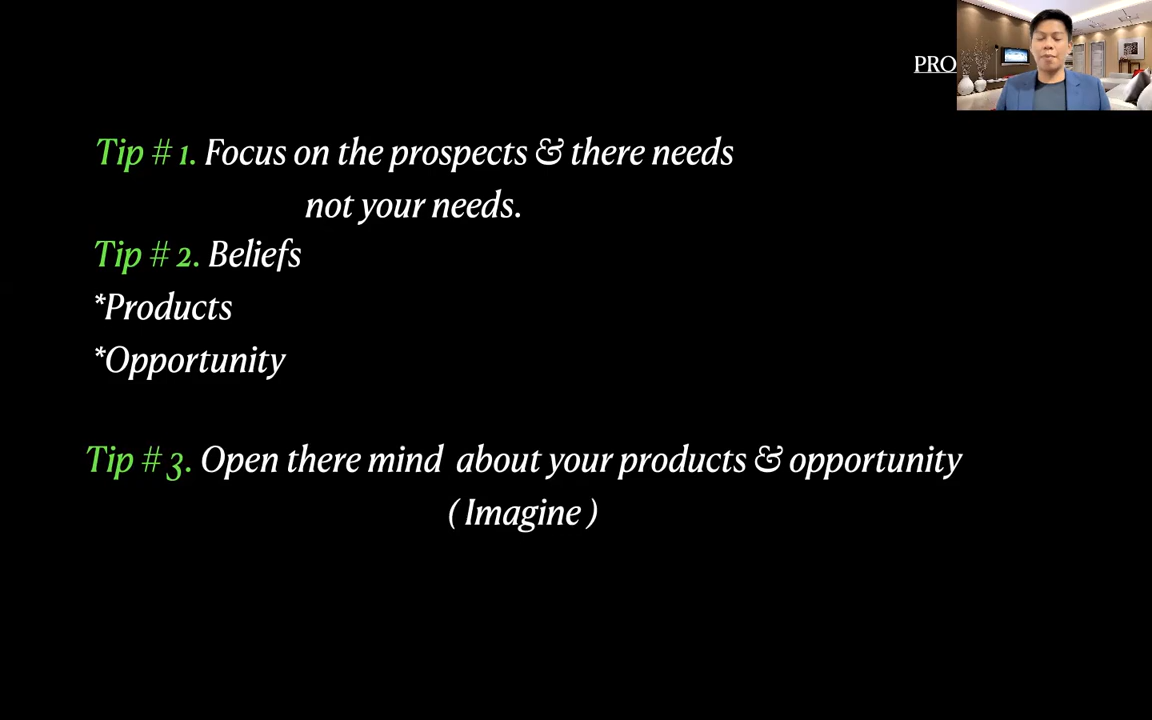 PRO
Tip # 1. Focus on the prospects & there needs
not your needs.
Tip # 2. Beliefs
*Products
*Opportunity
Tip # 3. Open there mind about your products & opportunity
( Imagine )